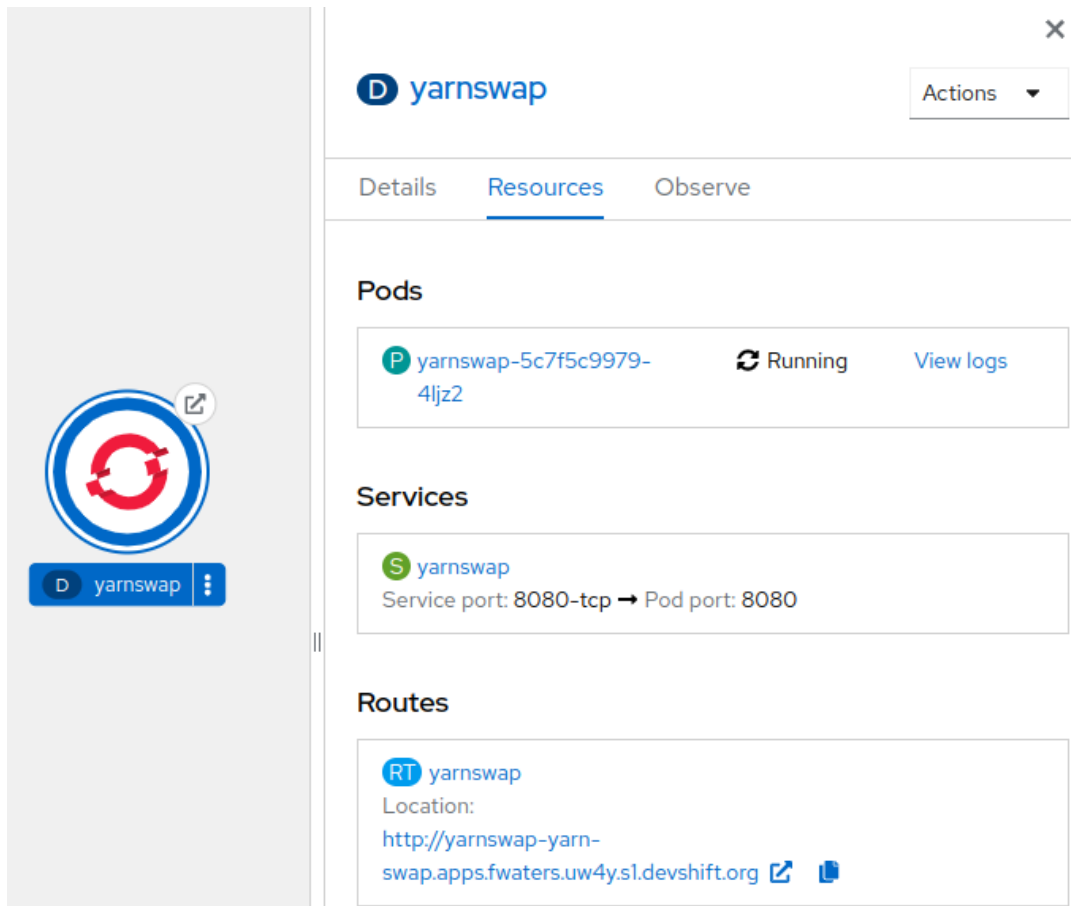 D yarnswap
Actions
Details Resources Observe
Pods
P yarnswap-5c7f5c9979-
4ljz2
Running
View logs
D yarnswap
Services
S yarnswap
Service port: 8080-tcp → Pod port: 8080
Routes
RT yarnswap
Location:
http://yarnswap-yarn-
swap.apps.fwaters.uw4y.s1.devshift.org